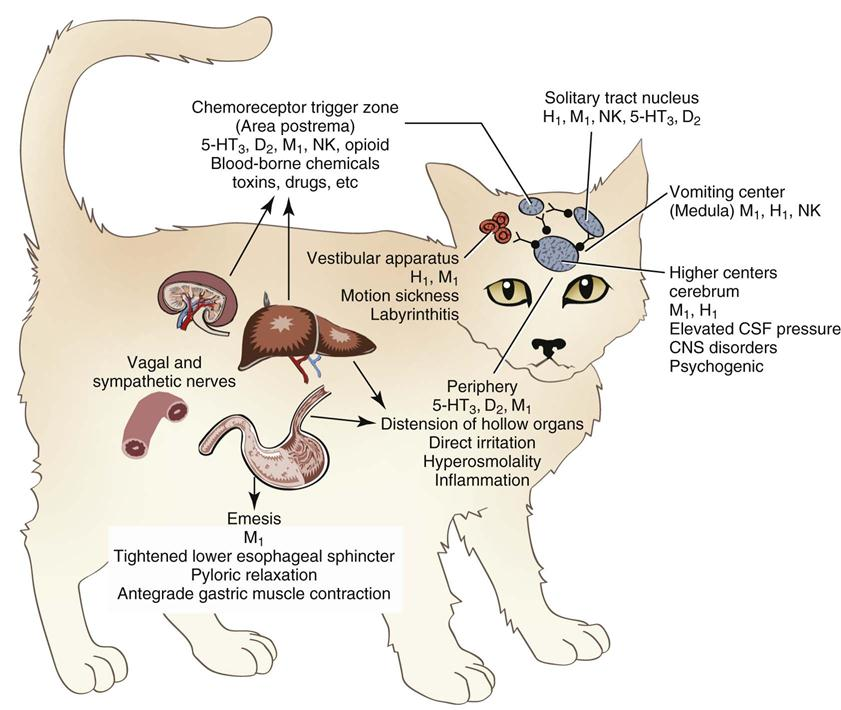 Chemoreceptor trigger zone
(Area postrema)
5-HT₃, D₂, M₁, NK, opioid
Blood-borne chemicals
toxins, drugs, etc
Solitary tract nucleus
H₁, M₁, NK, 5-HT₃, D₂
Vomiting center
(Medula) M₁, H₁, NK
Vestibular apparatus
H₁, M₁
Motion sickness
Labyrinthitis
Higher centers
cerebrum
M₁, H₁
Elevated CSF pressure
CNS disorders
Psychogenic
Vagal and
sympathetic nerves
Periphery
5-HT₃, D₂, M₁
Distension of hollow organs
Direct irritation
Hyperosmolality
Inflammation
Emesis
M₁
Tightened lower esophageal sphincter
Pyloric relaxation
Antegrade gastric muscle contraction